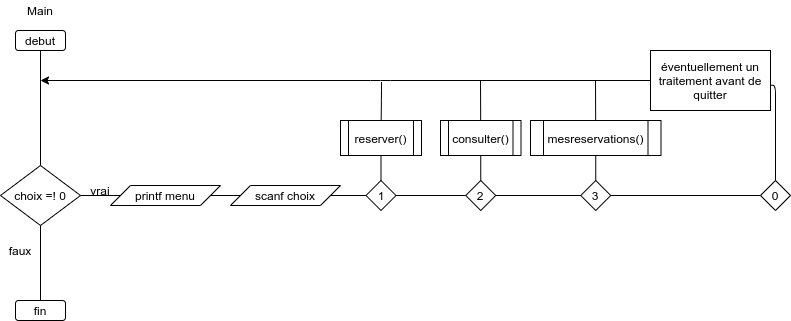 Main
debut
éventuellement un
traitement avant de
quitter
reserver()
consulter()
mesreservations()
choix =! 0
vrai
printf menu
scanf choix
1
2
3
0
faux
fin